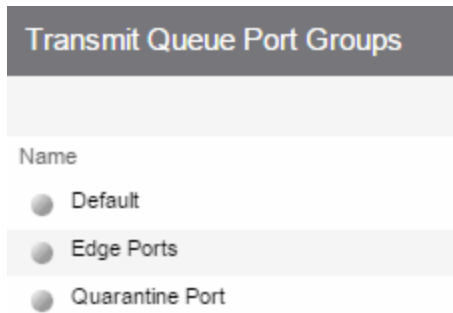 Transmit Queue Port Groups
Name
Default
Edge Ports
Quarantine Port